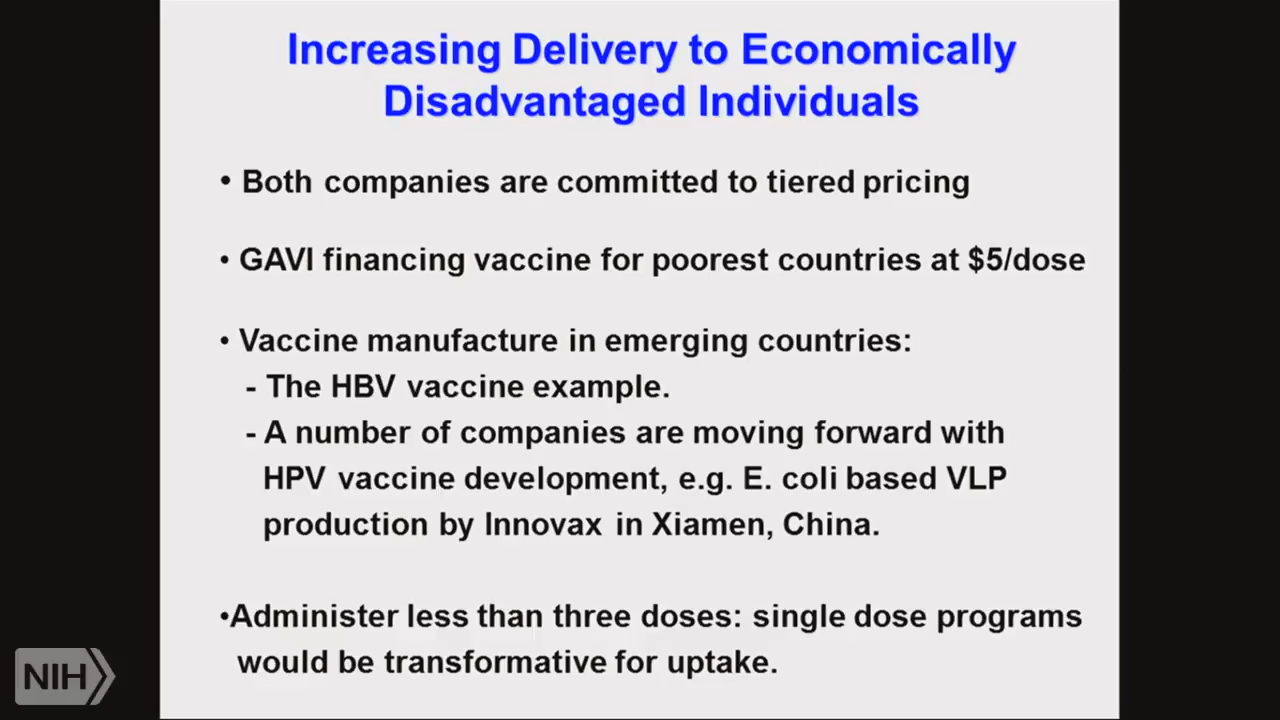 Increasing Delivery to Economically
Disadvantaged Individuals
• Both companies are committed to tiered pricing
• GAVI financing vaccine for poorest countries at $5/dose
• Vaccine manufacture in emerging countries:
- The HBV vaccine example.
- A number of companies are moving forward with
HPV vaccine development, e.g. E. coli based VLP
production by Innovax in Xiamen, China.
•Administer less than three doses: single dose programs
would be transformative for uptake.
NIH